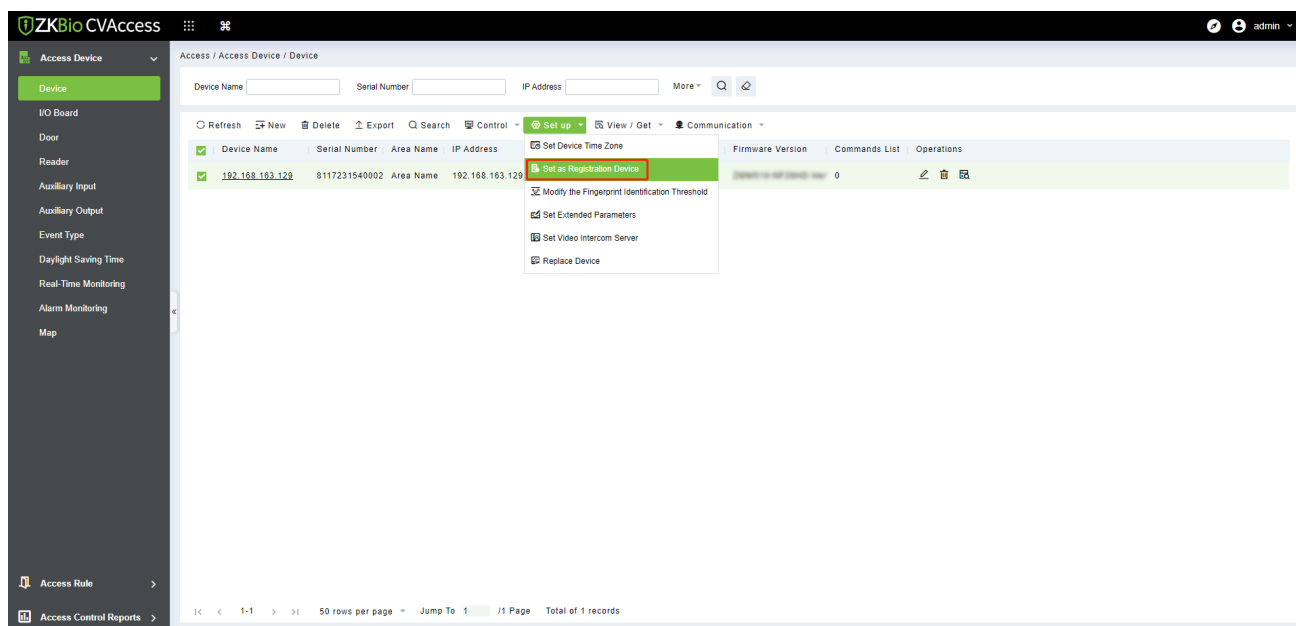 ZKBio CVAccess
admin
Access Device
Access / Access Device / Device
Device
Device Name Serial Number IP Address More
I/O Board
Refresh New Delete Export Search Control Set up View / Get Communication
Door
Device Name Serial Number Area Name IP Address Firmware Version Commands List Operations
Set Device Time Zone
Reader
192.168.163.129 8117231540002 Area Name 192.168.163.129 0
Set as Registration Device
Auxiliary Input
Modify the Fingerprint Identification Threshold
Auxiliary Output
Set Extended Parameters
Event Type
Set Video Intercom Server
Daylight Saving Time
Replace Device
Real-Time Monitoring
Alarm Monitoring
Map
Access Rule
Access Control Reports
1-1 50 rows per page Jump To 1 /1 Page Total of 1 records